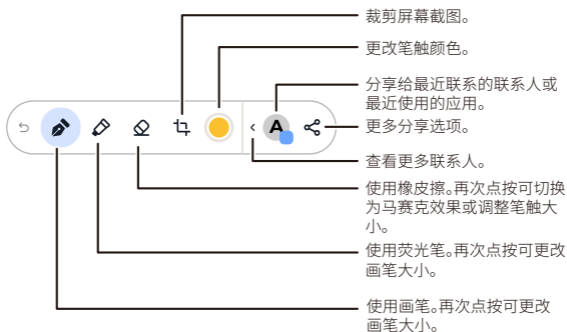 裁剪屏幕截图。
更改笔触颜色。
分享给最近联系的联系人或
最近使用的应用。
A
更多分享选项。
查看更多联系人。
使用橡皮擦。再次点按可切换
为马赛克效果或调整笔触大
小。
使用荧光笔。再次点按可更改
画笔大小。
使用画笔。再次点按可更改
画笔大小。